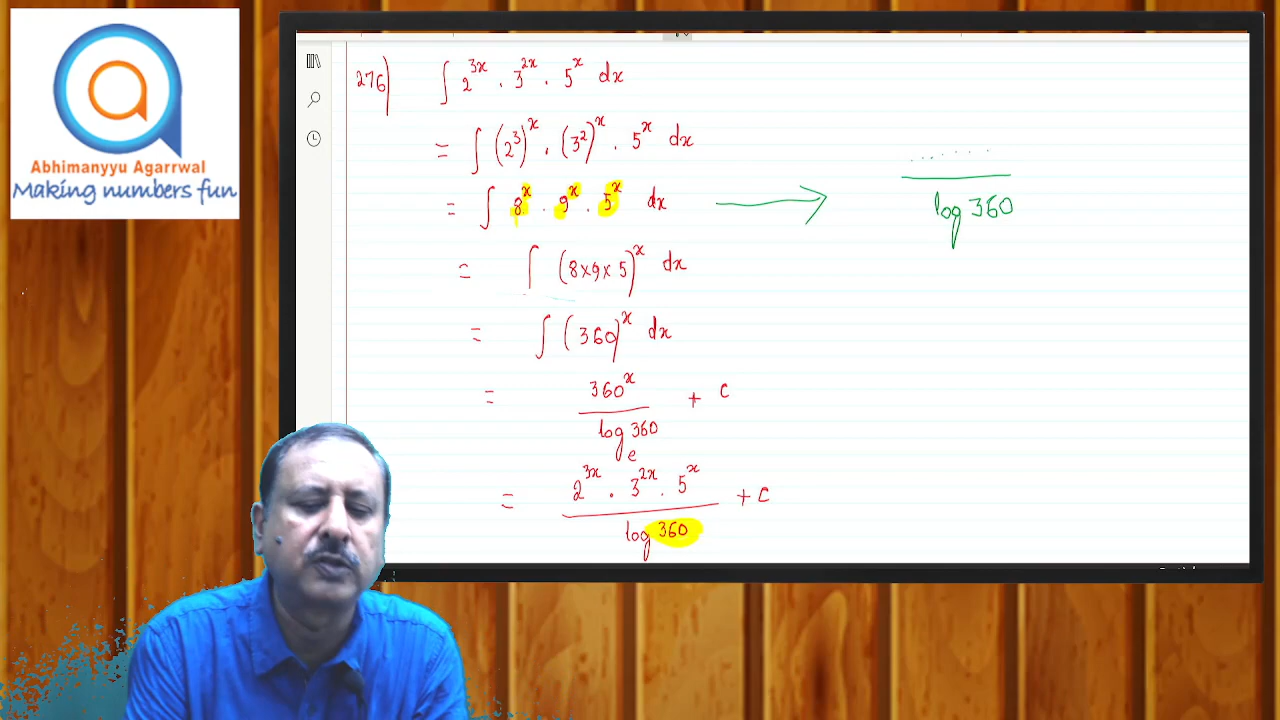 a
Abhimanyyu Agarrwal
Making numbers fun
276) ∫ 2^{3x} . 3^{2x} . 5^x dx
= ∫ (2^3)^x . (3^2)^x . 5^x dx
= ∫ 8^x . 9^x . 5^x dx → ......... / log 360
= ∫ (8×9×5)^x dx
= ∫ (360)^x dx
= 360^x / log_e 360 + c
= 2^{3x} . 3^{2x} . 5^x / log 360 + c